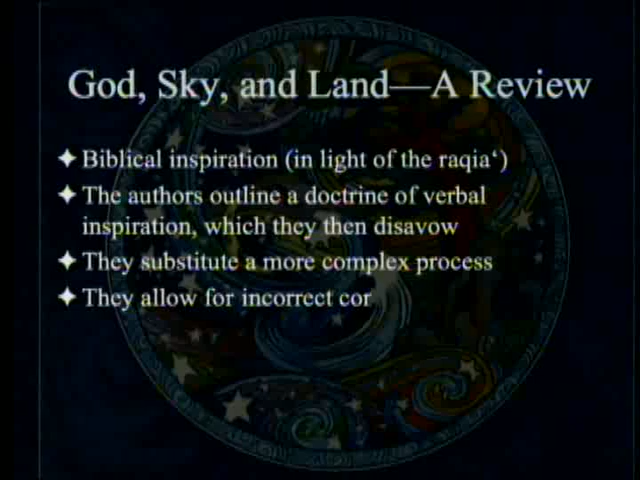 God, Sky, and Land—A Review
Biblical inspiration (in light of the raqia‘)
The authors outline a doctrine of verbal
inspiration, which they then disavow
They substitute a more complex process
They allow for incorrect cor